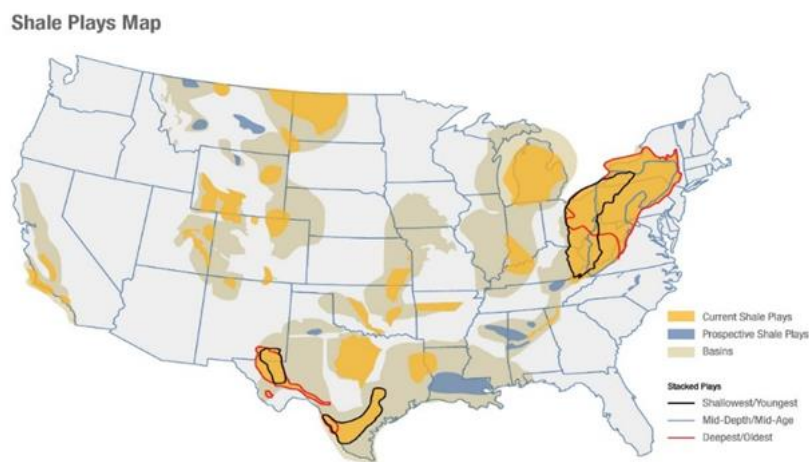 Shale Plays Map
Current Shale Plays
Prospective Shale Plays
Basins
Stacked Plays
Shallowest/Youngest
Mid-Depth/Mid-Age
Deepest/Oldest